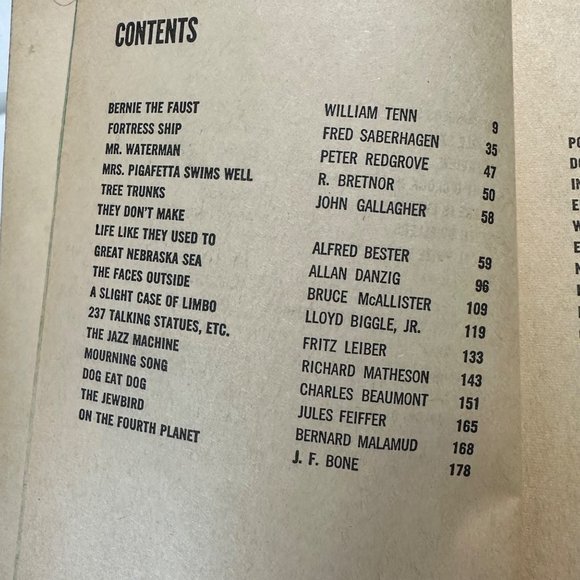 CONTENTS
BERNIE THE FAUST WILLIAM TENN 9
FORTRESS SHIP FRED SABERHAGEN 35
MR. WATERMAN PETER REDGROVE 47
MRS. PIGAFETTA SWIMS WELL R. BRETNOR 50
TREE TRUNKS JOHN GALLAGHER 58
THEY DON'T MAKE
LIFE LIKE THEY USED TO ALFRED BESTER 59
GREAT NEBRASKA SEA ALLAN DANZIG 96
THE FACES OUTSIDE BRUCE McALLISTER 109
A SLIGHT CASE OF LIMBO LLOYD BIGGLE, JR. 119
237 TALKING STATUES, ETC. FRITZ LEIBER 133
THE JAZZ MACHINE RICHARD MATHESON 143
MOURNING SONG CHARLES BEAUMONT 151
DOG EAT DOG JULES FEIFFER 165
THE JEWBIRD BERNARD MALAMUD 168
ON THE FOURTH PLANET J. F. BONE 178